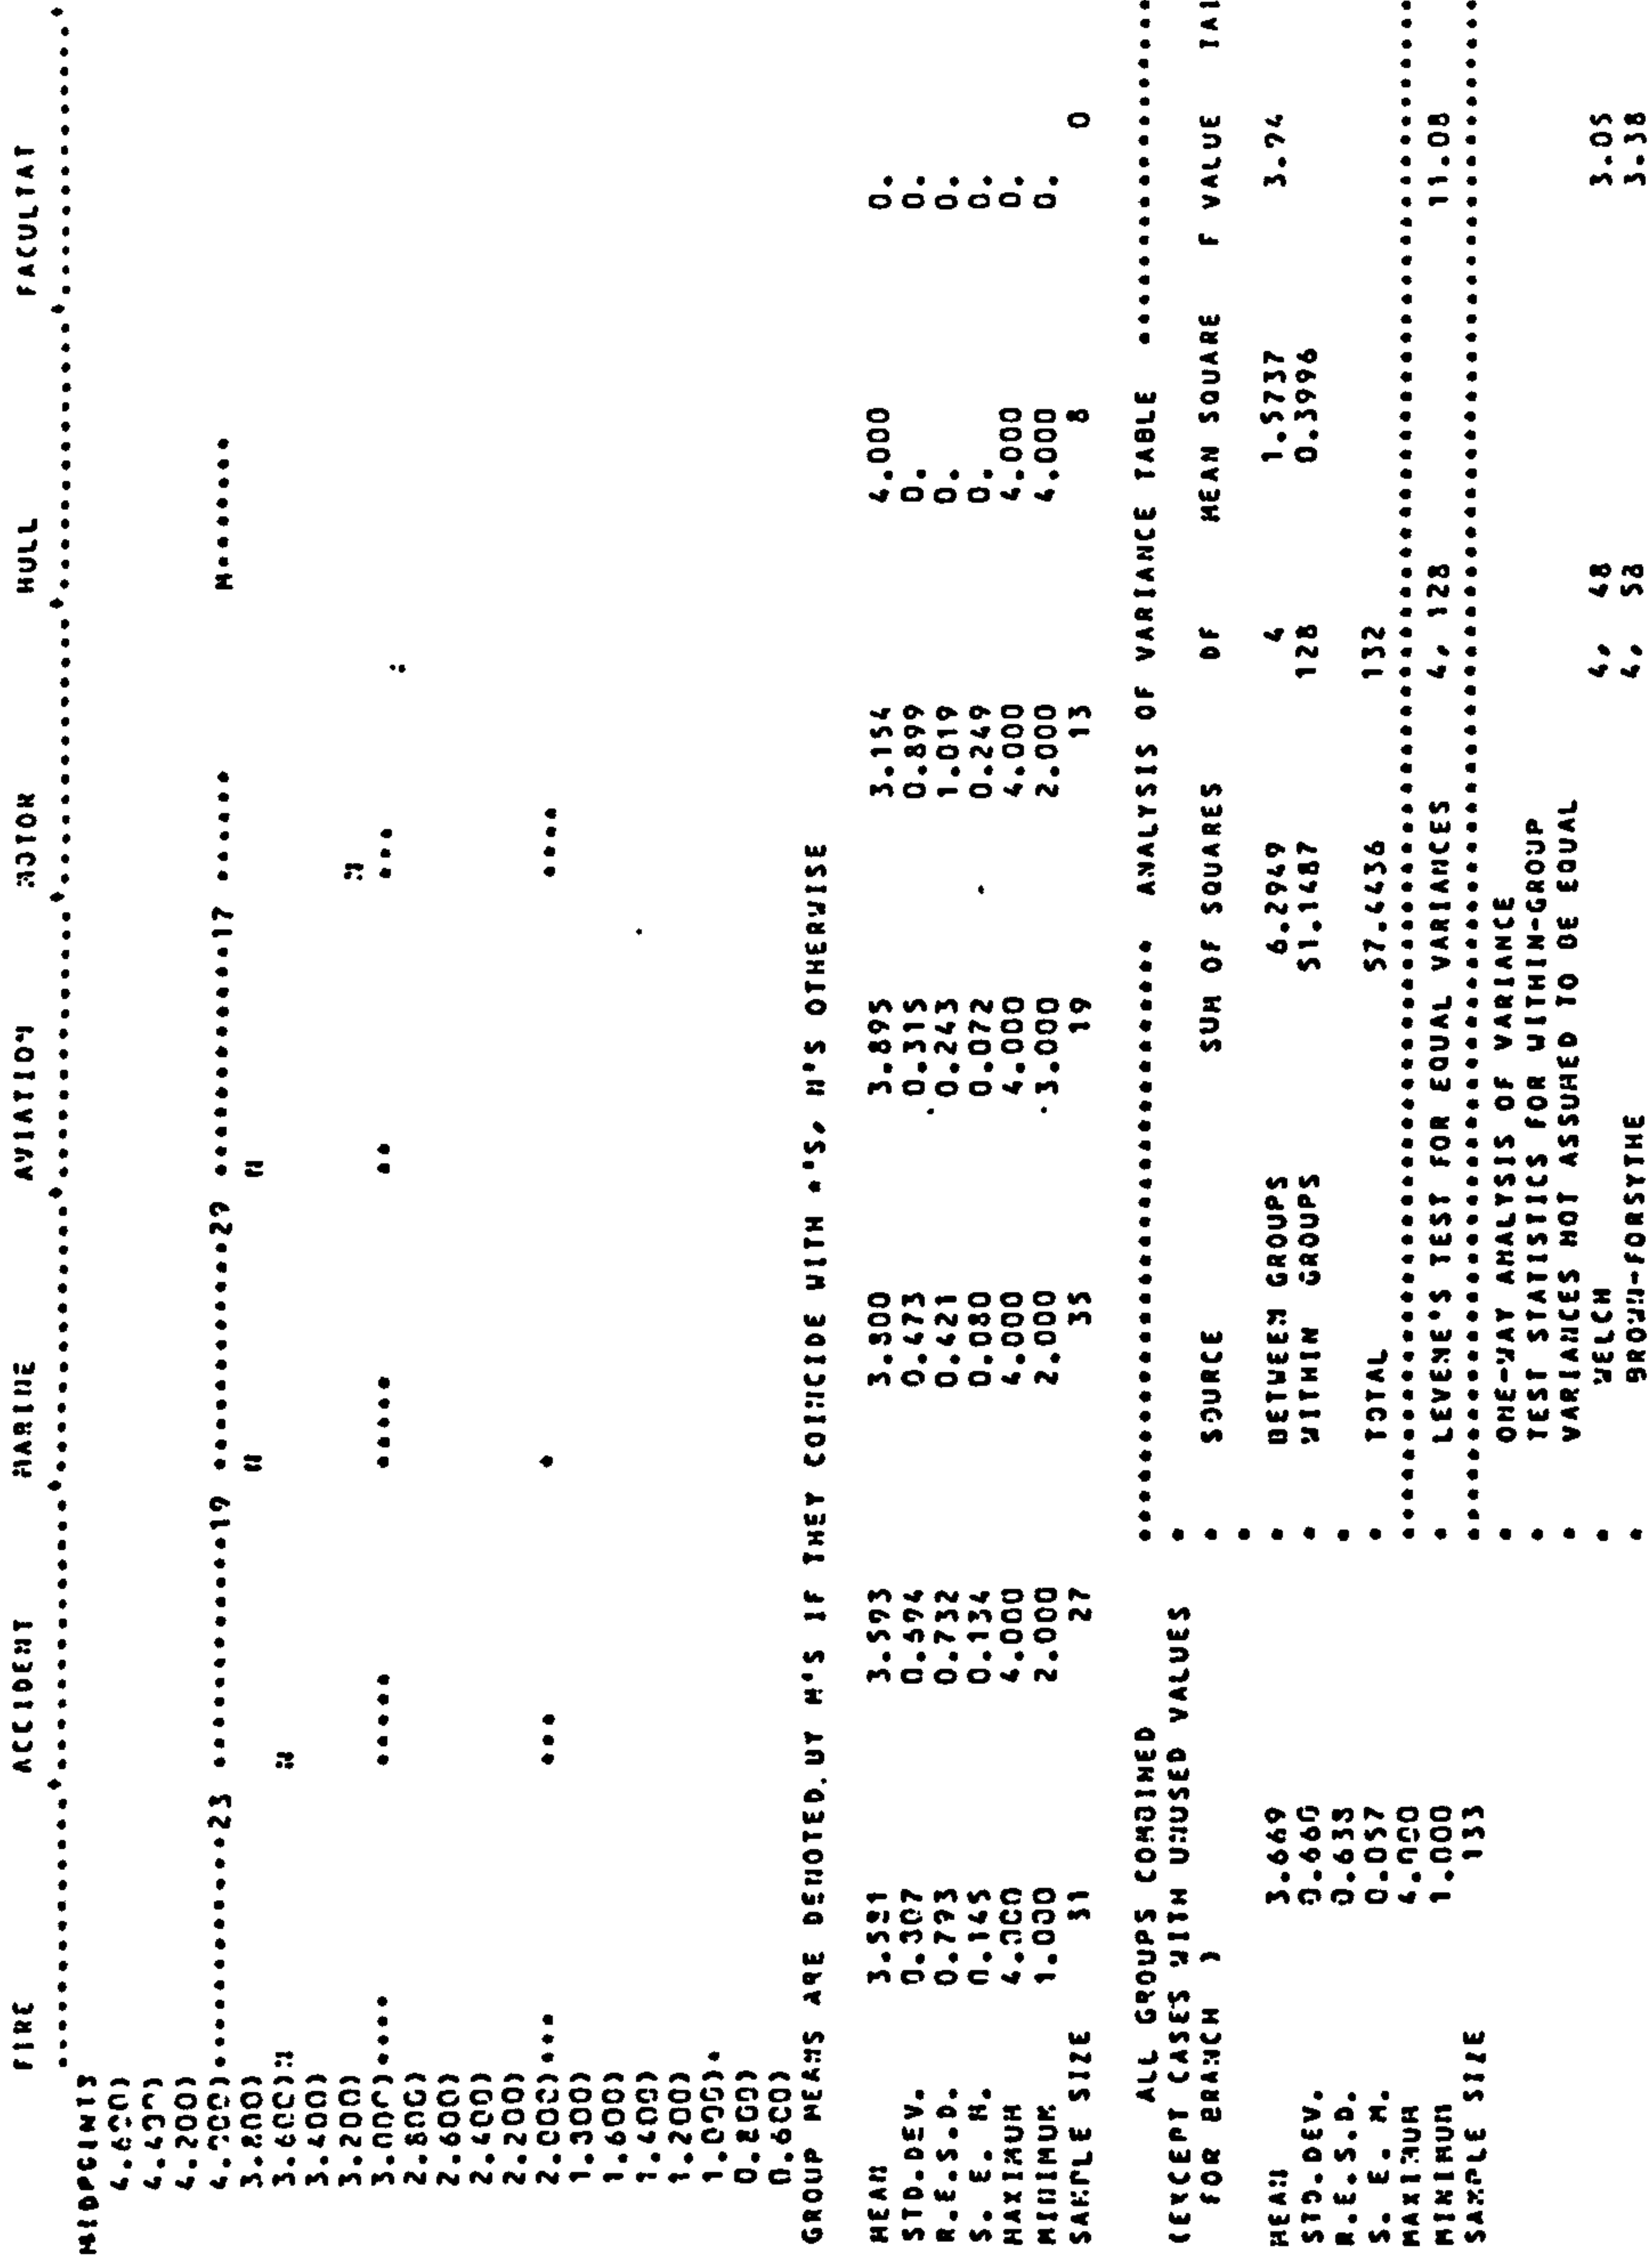 FIRE ACCIDENT MARINE AVIATION MOTOR HULL FACULTAT
MIDPOINTS
4.600)
4.400)
4.200)
4.000)..............23 ..............19 ..............29 ..............17 ...... M.......
3.800) M M
3.600)M M
3.400)
3.200) M
3.000).... ..... ..... .. ...
2.800)
2.600)
2.400)
2.200)
2.000)... ... . ....
1.800)
1.600)
1.400)
1.200)
1.000).
0.800)
0.600)
GROUP MEANS ARE DENOTED BY M'S IF THEY COINCIDE WITH *'S, N'S OTHERWISE
MEAN 3.581 3.593 3.800 3.895 3.154 4.000 0.
STD.DEV. 0.807 0.694 0.473 0.315 0.899 0. 0.
R.E.S.D. 0.793 0.732 0.421 0.243 1.019 0. 0.
S. E. M. 0.145 0.134 0.080 0.072 0.249 0. 0.
MAXIMUM 4.000 4.000 4.000 4.000 4.000 4.000 0.
MINIMUM 1.000 2.000 2.000 3.000 2.000 4.000 0.
SAMPLE SIZE 31 27 35 19 13 8 0
ALL GROUPS COMBINED
(EXCEPT CASES WITH UNUSED VALUES
FOR BRANCH )
MEAN 3.669
STD.DEV. 0.660
R.E.S.D. 0.638
S. E. M. 0.057
MAXIMUM 4.000
MINIMUM 1.000
SAMPLE SIZE 133
ANALYSIS OF VARIANCE TABLE
SOURCE SUM OF SQUARES DF MEAN SQUARE F VALUE TAI
BETWEEN GROUPS 6.2949 4 1.5737 3.94
WITHIN GROUPS 51.1487 128 0.3996
TOTAL 57.4436 132
LEVENE'S TEST FOR EQUAL VARIANCES 4, 128 11.08
ONE-WAY ANALYSIS OF VARIANCE
TEST STATISTICS FOR WITHIN-GROUP
VARIANCES NOT ASSUMED TO BE EQUAL
WELCH 4, 48 3.05
BROWN-FORSYTHE 4, 58 3.38